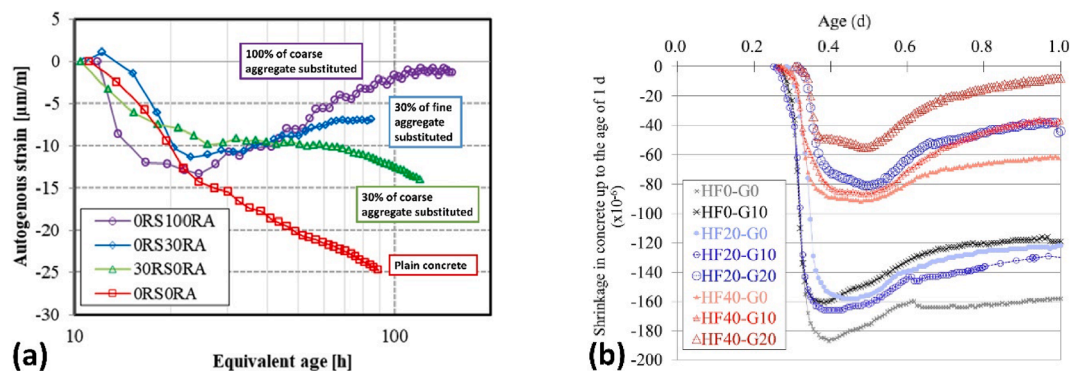 5
0
-5
-10
-15
-20
-25
-30
Autogenous strain [µm/m]
100% of coarse
aggregate substituted
30% of fine
aggregate
substituted
30% of coarse
aggregate substituted
Plain concrete
0RS100RA
0RS30RA
30RS0RA
0RS0RA
10
100
Equivalent age [h]
(a)
Age (d)
0.0
0.2
0.4
0.6
0.8
1.0
0
-20
-40
-60
-80
-100
-120
-140
-160
-180
-200
Shrinkage in concrete up to the age of 1 d
(x10⁻⁶)
HF0-G0
HF0-G10
HF20-G0
HF20-G10
HF20-G20
HF40-G0
HF40-G10
HF40-G20
(b)